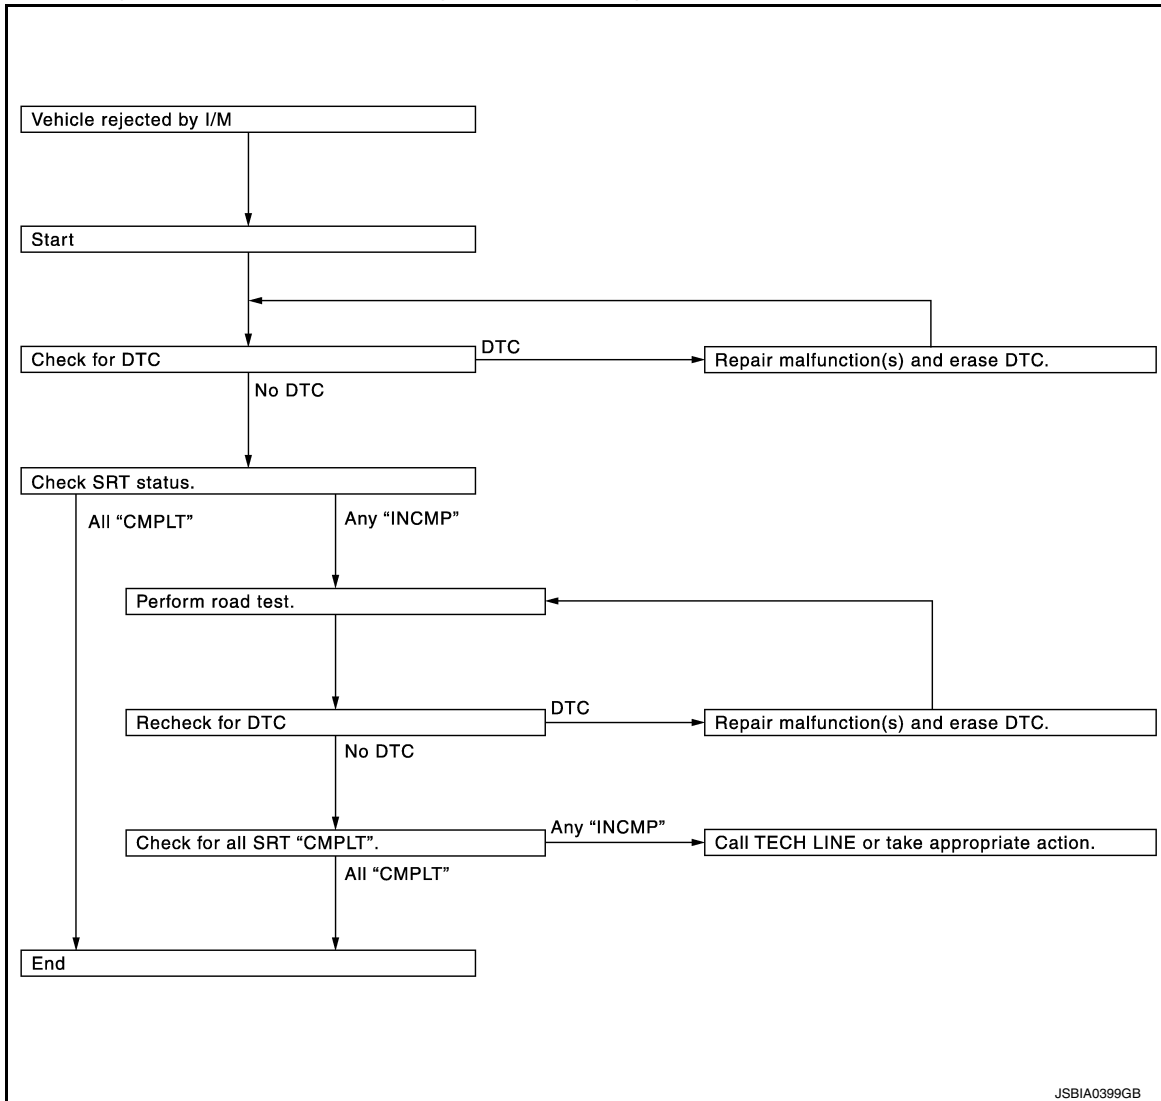 Vehicle rejected by I/M
Start
Check for DTC
DTC
Repair malfunction(s) and erase DTC.
No DTC
Check SRT status.
All “CMPLT”
Any “INCMP”
Perform road test.
Recheck for DTC
DTC
Repair malfunction(s) and erase DTC.
No DTC
Check for all SRT “CMPLT”.
Any “INCMP”
Call TECH LINE or take appropriate action.
All “CMPLT”
End
JSBIA0399GB